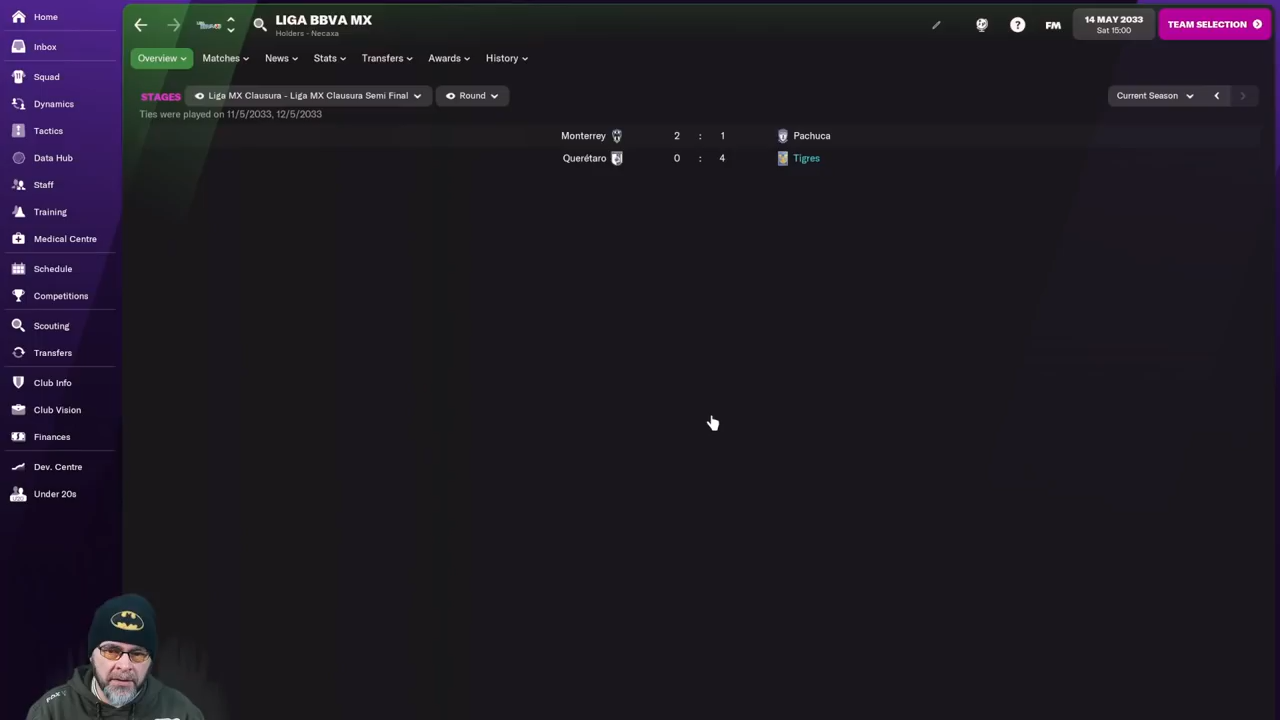 Home
Inbox
Squad
Dynamics
Tactics
Data Hub
Staff
Training
Medical Centre
Schedule
Competitions
Scouting
Transfers
Club Info
Club Vision
Finances
Dev. Centre
Under 20s
LIGA BBVA MX
Holders - Necaxa
FM
14 MAY 2033
Sat 15:00
TEAM SELECTION
Overview
Matches
News
Stats
Transfers
Awards
History
STAGES
Liga MX Clausura - Liga MX Clausura Semi Final
Round
Current Season
Ties were played on 11/5/2033, 12/5/2033
Monterrey 2 : 1 Pachuca
Querétaro 0 : 4 Tigres